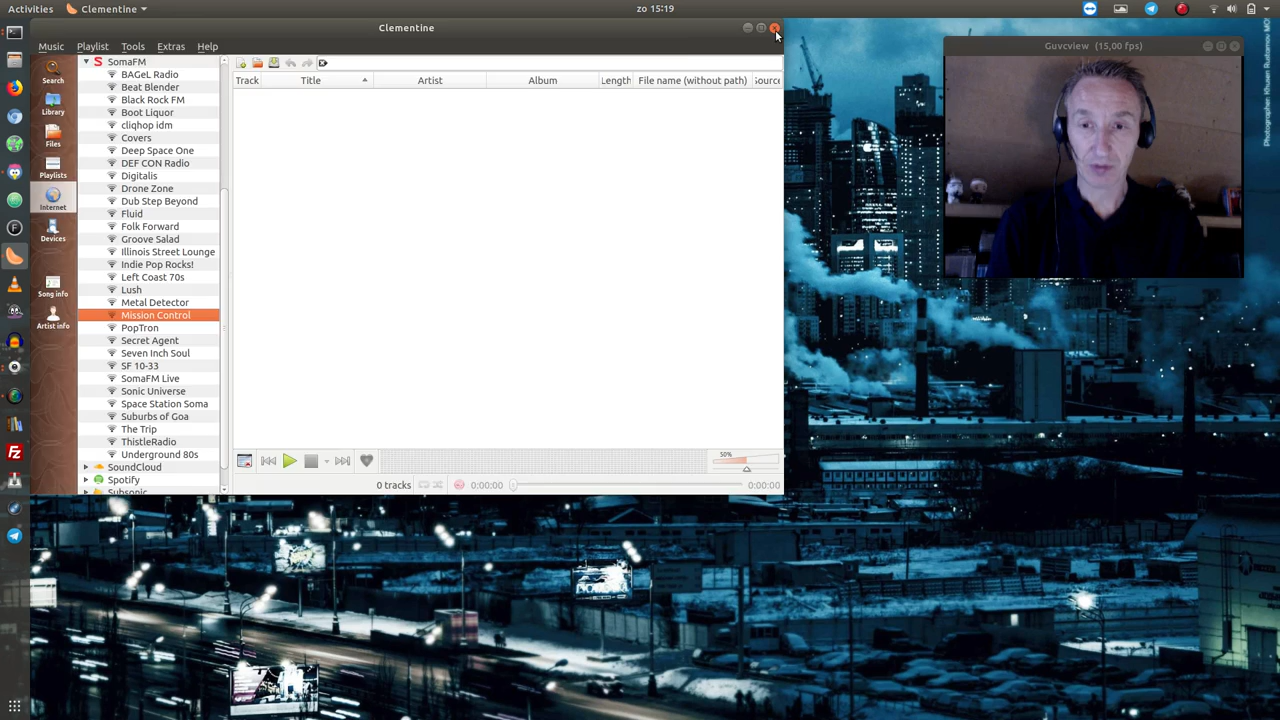 Activities
Clementine
zo 15:19
Clementine
Music
Playlist
Tools
Extras
Help
Search
Library
Files
Playlists
Internet
Devices
Song info
Artist info
SomaFM
BAGeL Radio
Beat Blender
Black Rock FM
Boot Liquor
cliqhop idm
Covers
Deep Space One
DEF CON Radio
Digitalis
Drone Zone
Dub Step Beyond
Fluid
Folk Forward
Groove Salad
Illinois Street Lounge
Indie Pop Rocks!
Left Coast 70s
Lush
Metal Detector
Mission Control
PopTron
Secret Agent
Seven Inch Soul
SF 10-33
SomaFM Live
Sonic Universe
Space Station Soma
Suburbs of Goa
The Trip
ThistleRadio
Underground 80s
SoundCloud
Spotify
Subsonic
Track
Title
Artist
Album
Length
File name (without path)
Source
50%
0 tracks
0:00:00
0:00:00
Guvcview (15,00 fps)
Photographer: Khusen Rustamov